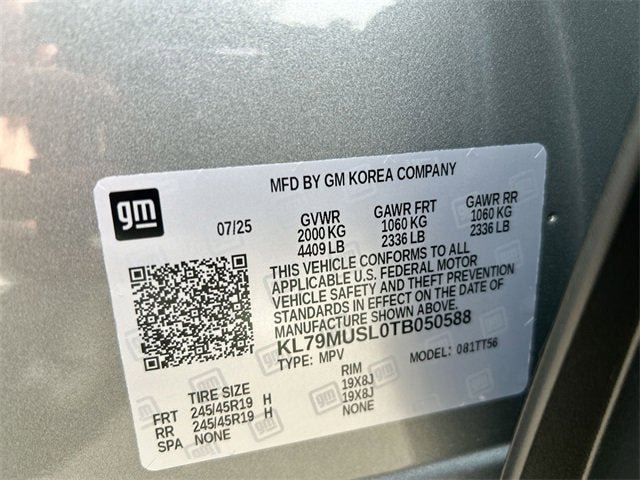 MFD BY GM KOREA COMPANY
gm
07/25
GVWR GAWR FRT GAWR RR
2000 KG 1060 KG 1060 KG
4409 LB 2336 LB 2336 LB
THIS VEHICLE CONFORMS TO ALL
APPLICABLE U.S. FEDERAL MOTOR
VEHICLE SAFETY AND THEFT PREVENTION
STANDARDS IN EFFECT ON THE DATE OF
MANUFACTURE SHOWN ABOVE.
KL79MUSL0TB050588
TYPE: MPV MODEL: 081TT56
TIRE SIZE RIM
FRT 245/45R19 H 19X8J
RR 245/45R19 H 19X8J
SPA NONE NONE